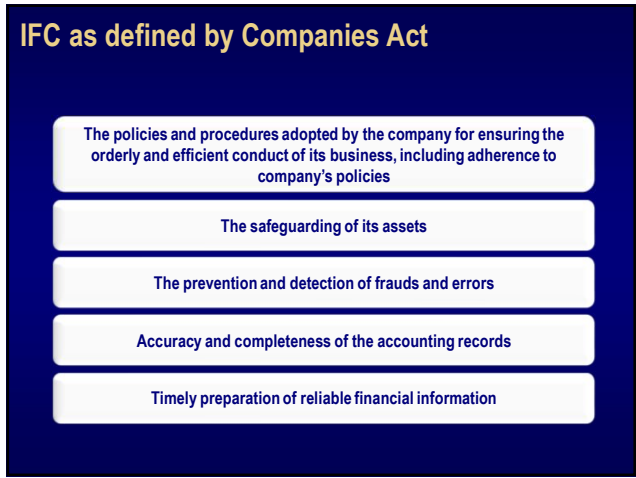 IFC as defined by Companies Act
The policies and procedures adopted by the company for ensuring the
orderly and efficient conduct of its business, including adherence to
company's policies
The safeguarding of its assets
The prevention and detection of frauds and errors
Accuracy and completeness of the accounting records
Timely preparation of reliable financial information